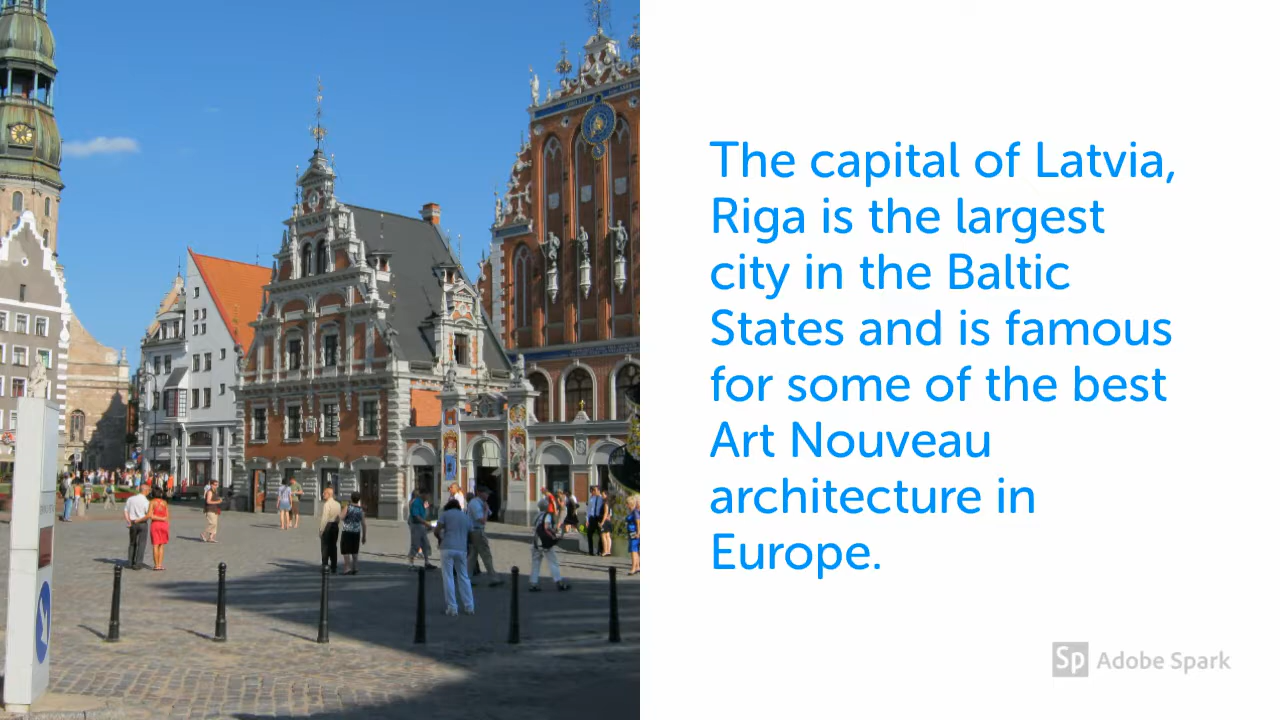 The capital of Latvia,
Riga is the largest
city in the Baltic
States and is famous
for some of the best
Art Nouveau
architecture in
Europe.
Sp Adobe Spark